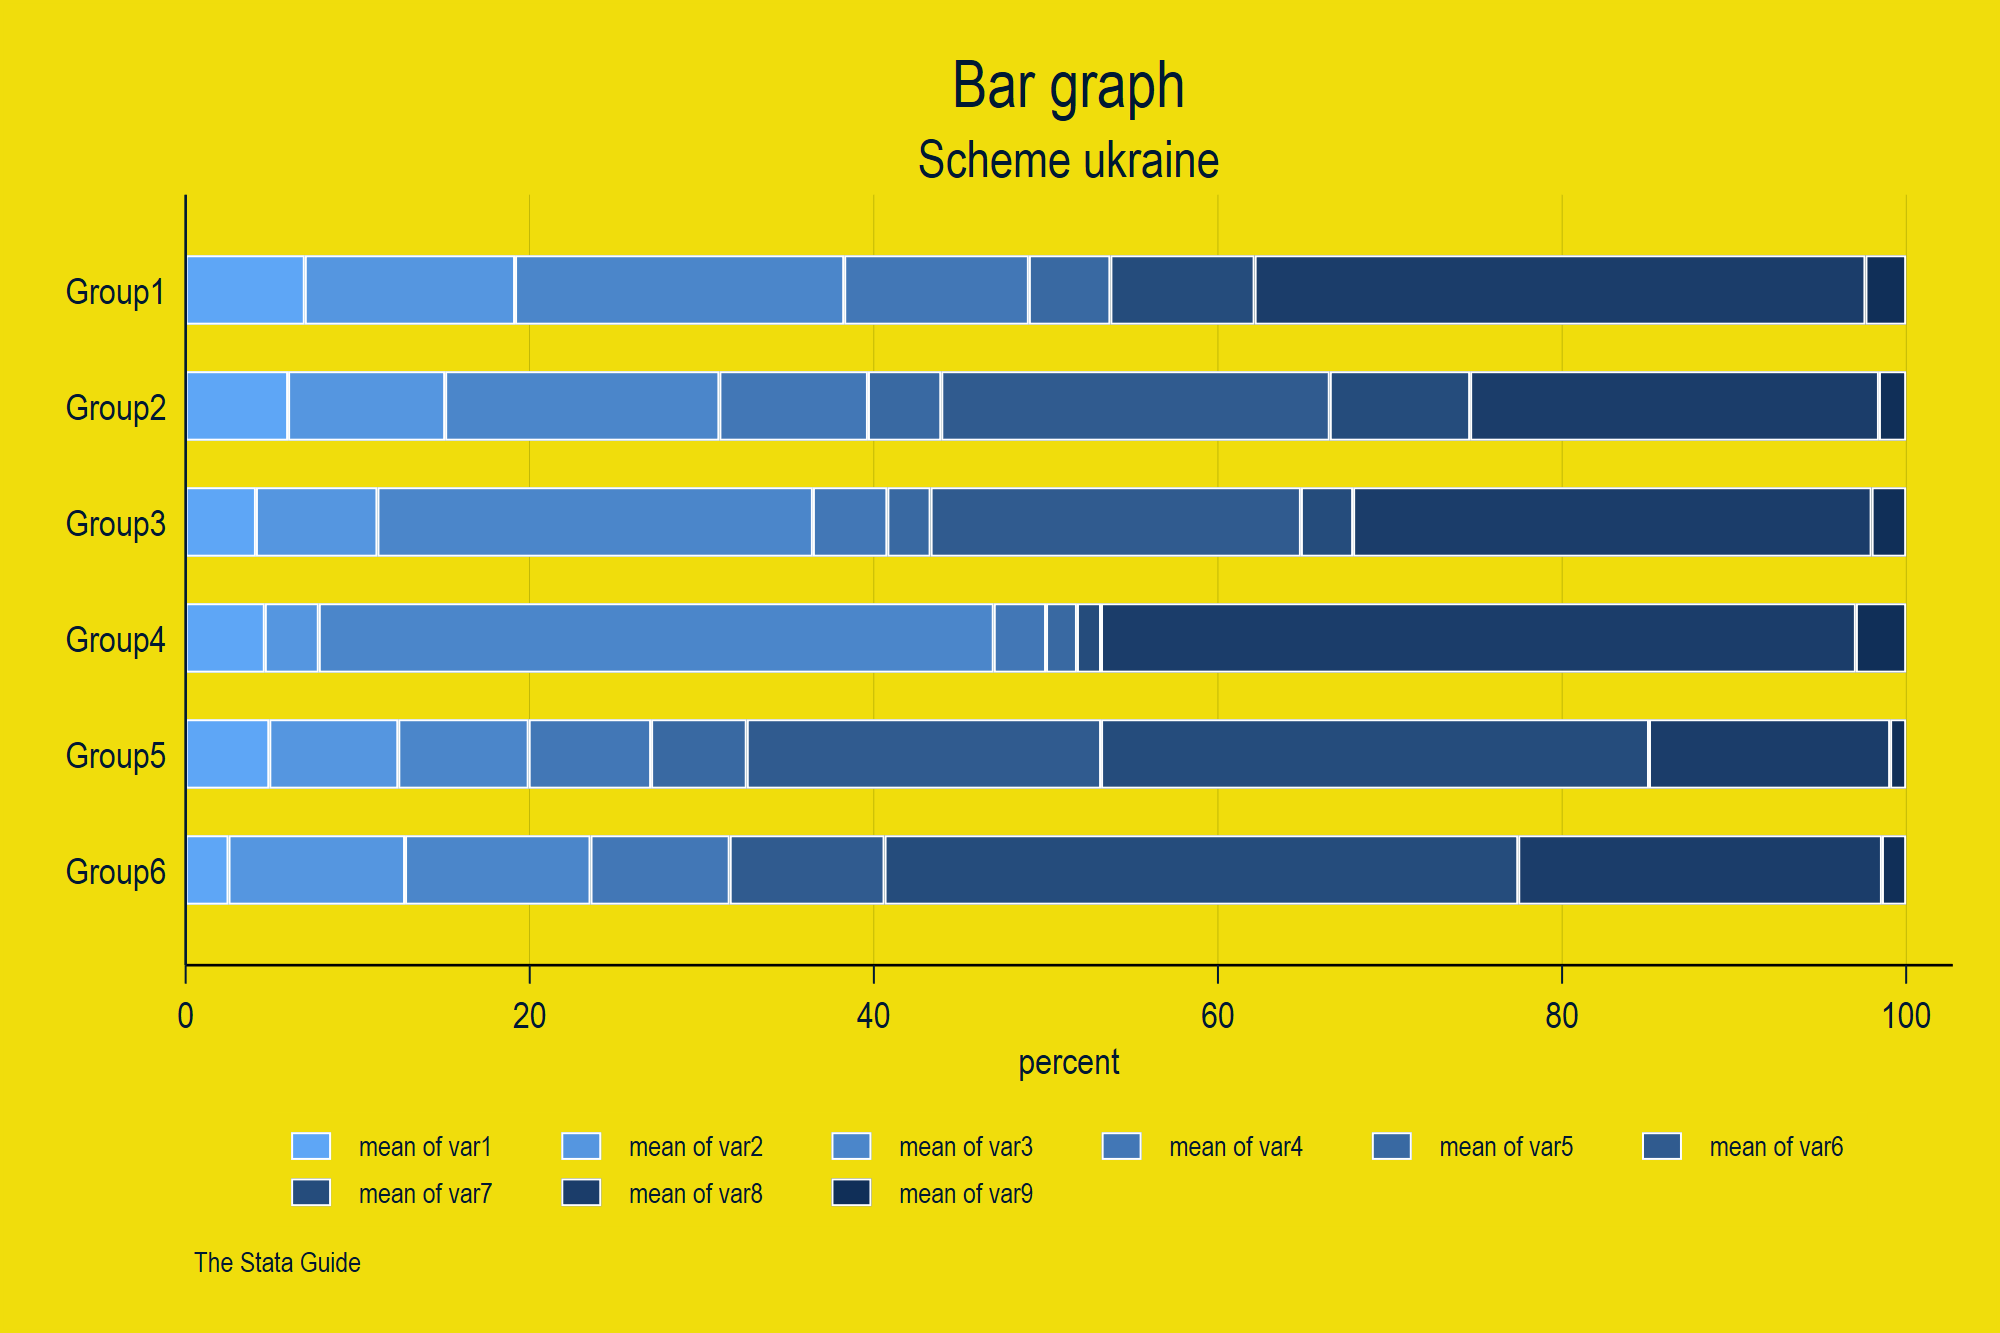 Bar graph
Scheme ukraine
Group1
Group2
Group3
Group4
Group5
Group6
0 20 40 60 80 100
percent
mean of var1 mean of var2 mean of var3 mean of var4 mean of var5 mean of var6
mean of var7 mean of var8 mean of var9
The Stata Guide